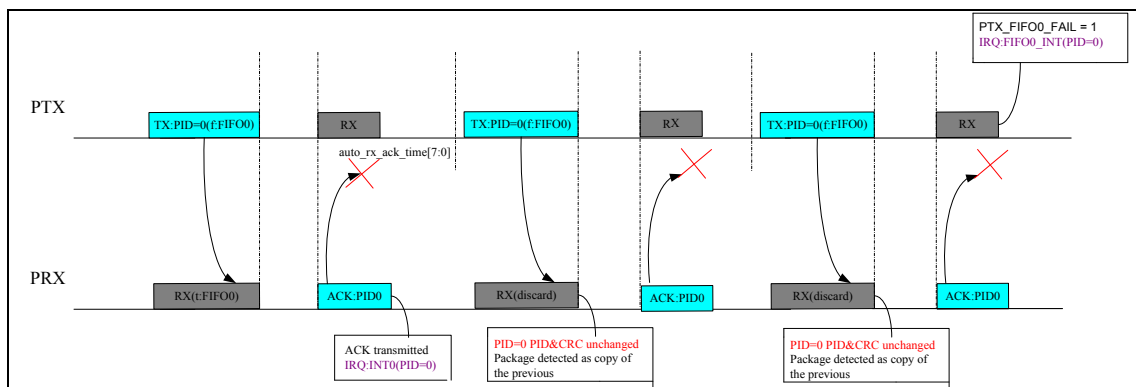 PTX_FIFO0_FAIL = 1
IRQ:FIFO0_INT(PID=0)
PTX
TX:PID=0(f:FIFO0)
RX
TX:PID=0(f:FIFO0)
RX
TX:PID=0(f:FIFO0)
RX
auto_rx_ack_time[7:0]
PRX
RX(t:FIFO0)
ACK:PID0
RX(discard)
ACK:PID0
RX(discard)
ACK:PID0
ACK transmitted
IRQ:INT0(PID=0)
PID=0 PID&CRC unchanged
Package detected as copy of
the previous
PID=0 PID&CRC unchanged
Package detected as copy of
the previous